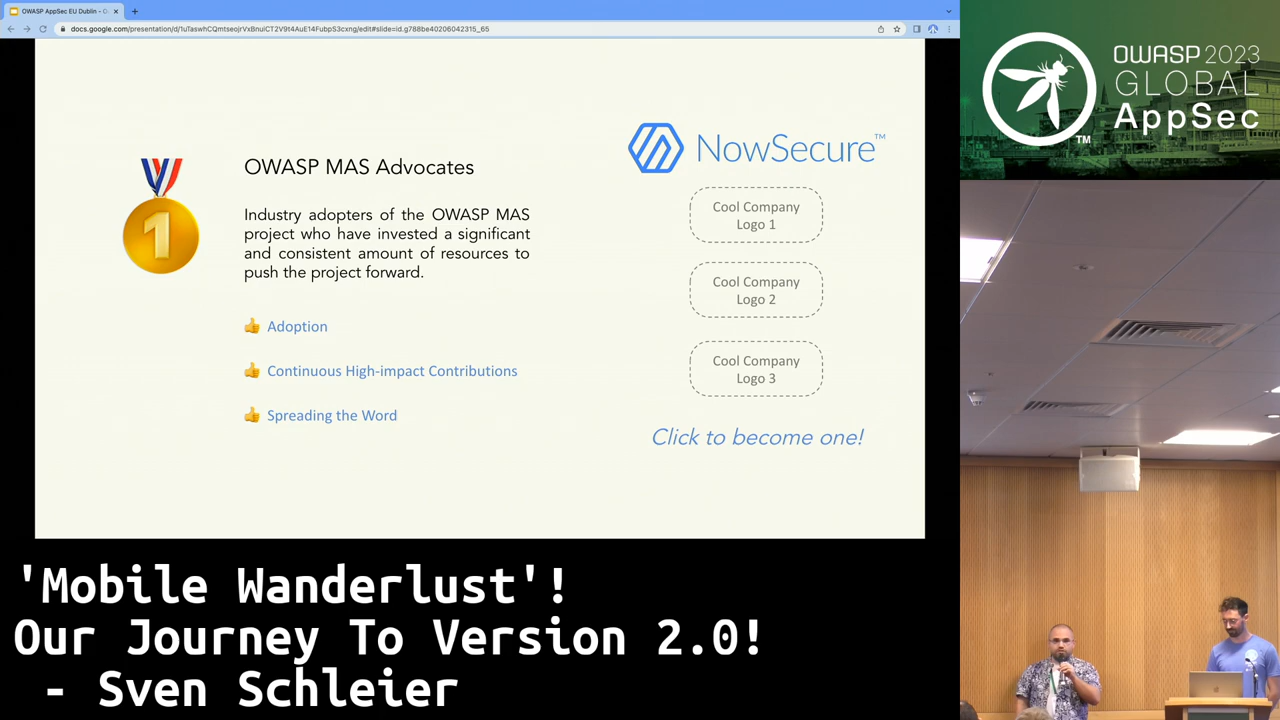 OWASP AppSec EU Dublin - C
docs.google.com/presentation/d/1uTaswhCQmtseojrVxBnuiCT2V9t4AuE14FubpS3cxng/edit#slide=id.g788be40206042315_65
OWASP MAS Advocates
Industry adopters of the OWASP MAS
project who have invested a significant
and consistent amount of resources to
push the project forward.
👍 Adoption
👍 Continuous High-impact Contributions
👍 Spreading the Word
1
NowSecure™
Cool Company
Logo 1
Cool Company
Logo 2
Cool Company
Logo 3
Click to become one!
OWASP 2023
GLOBAL
AppSec
TM
'Mobile Wanderlust'!
Our Journey To Version 2.0!
- Sven Schleier